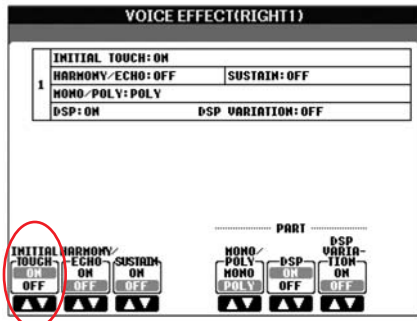 VOICE EFFECT(RIGHT1)
INITIAL TOUCH:ON
1
HARMONY/ECHO:OFF SUSTAIN:OFF
MONO/POLY:POLY
DSP:ON DSP VARIATION:OFF
PART
INITIAL TOUCH
ON
OFF
HARMONY/ECHO
ON
OFF
SUSTAIN
ON
OFF
MONO/POLY
MONO
POLY
DSP
ON
OFF
DSP VARIA-TION
ON
OFF